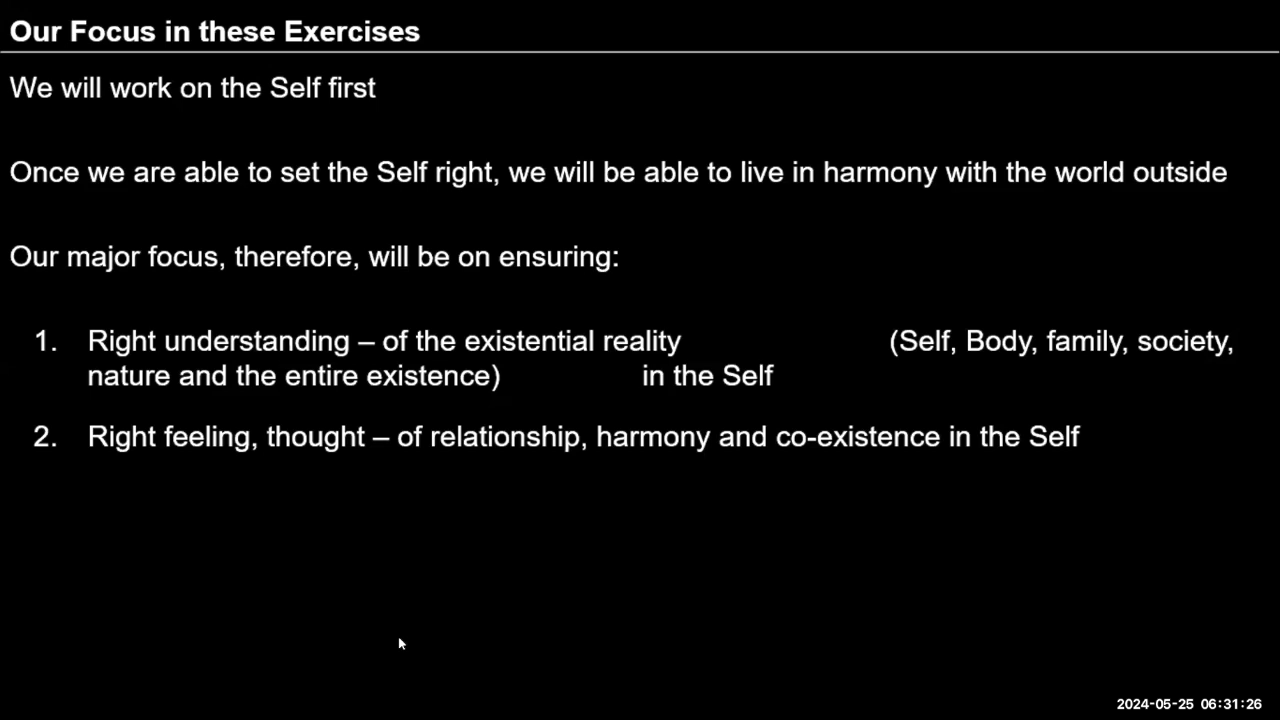 Our Focus in these Exercises
We will work on the Self first
Once we are able to set the Self right, we will be able to live in harmony with the world outside
Our major focus, therefore, will be on ensuring:
1. Right understanding – of the existential reality (Self, Body, family, society,
nature and the entire existence) in the Self
2. Right feeling, thought – of relationship, harmony and co-existence in the Self
2024-05-25 06:31:26